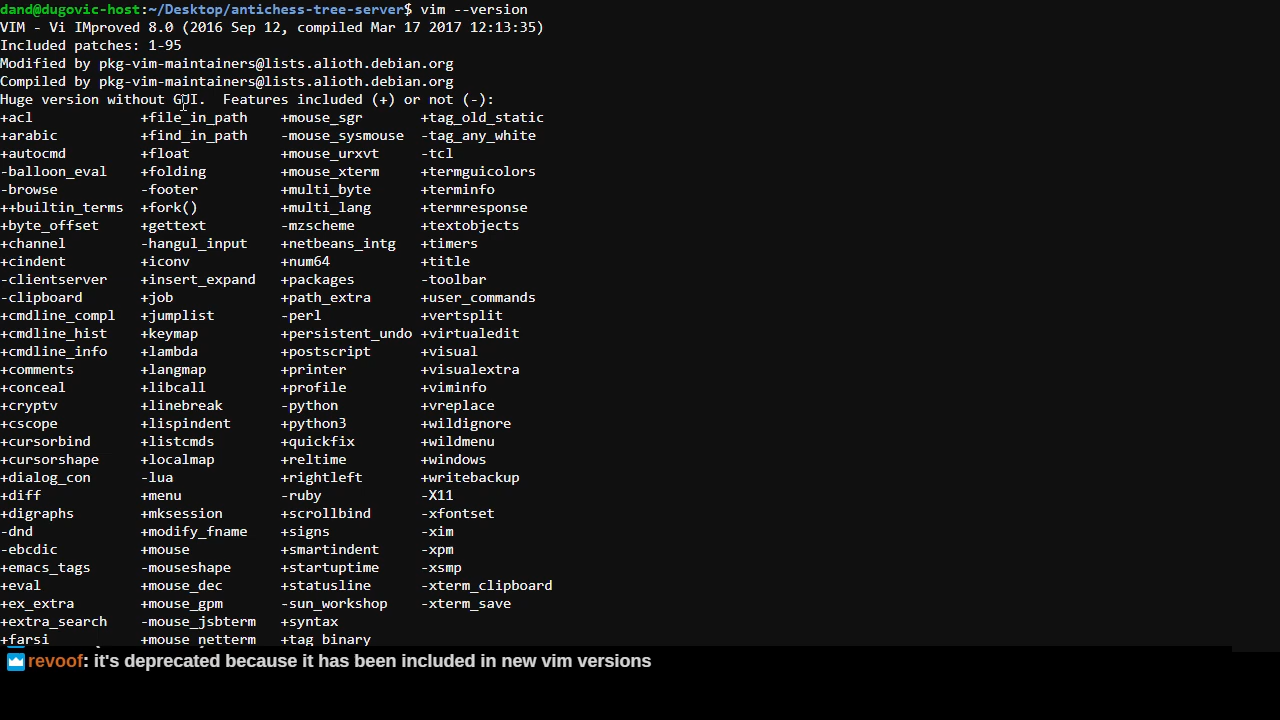 dand@dugovic-host:~/Desktop/antichess-tree-server$ vim --version
VIM - Vi IMproved 8.0 (2016 Sep 12, compiled Mar 17 2017 12:13:35)
Included patches: 1-95
Modified by pkg-vim-maintainers@lists.alioth.debian.org
Compiled by pkg-vim-maintainers@lists.alioth.debian.org
Huge version without GUI.  Features included (+) or not (-):
+acl             +file_in_path    +mouse_sgr       +tag_old_static
+arabic          +find_in_path    -mouse_sysmouse  -tag_any_white
+autocmd         +float           +mouse_urxvt     -tcl
-balloon_eval    +folding         +mouse_xterm     +termguicolors
-browse          -footer          +multi_byte      +terminfo
++builtin_terms  +fork()          +multi_lang      +termresponse
+byte_offset     +gettext         -mzscheme        +textobjects
+channel         -hangul_input    +netbeans_intg   +timers
+cindent         +iconv           +num64           +title
-clientserver    +insert_expand   +packages        -toolbar
-clipboard       +job             +path_extra      +user_commands
+cmdline_compl   +jumplist        -perl            +vertsplit
+cmdline_hist    +keymap          +persistent_undo +virtualedit
+cmdline_info    +lambda          +postscript      +visual
+comments        +langmap         +printer         +visualextra
+conceal         +libcall         +profile         +viminfo
+cryptv          +linebreak       -python          +vreplace
+cscope          +lispindent      +python3         +wildignore
+cursorbind      +listcmds        +quickfix        +wildmenu
+cursorshape     +localmap        +reltime         +windows
+dialog_con      -lua             +rightleft       +writebackup
+diff            +menu            -ruby            -X11
+digraphs        +mksession       +scrollbind      -xfontset
-dnd             +modify_fname    +signs           -xim
-ebcdic          +mouse           +smartindent     -xpm
+emacs_tags      -mouseshape      +startuptime     -xsmp
+eval            +mouse_dec       +statusline      -xterm_clipboard
+ex_extra        +mouse_gpm       -sun_workshop    -xterm_save
+extra_search    -mouse_jsbterm   +syntax
+farsi           +mouse_netterm   +tag_binary
revoof: it's deprecated because it has been included in new vim versions